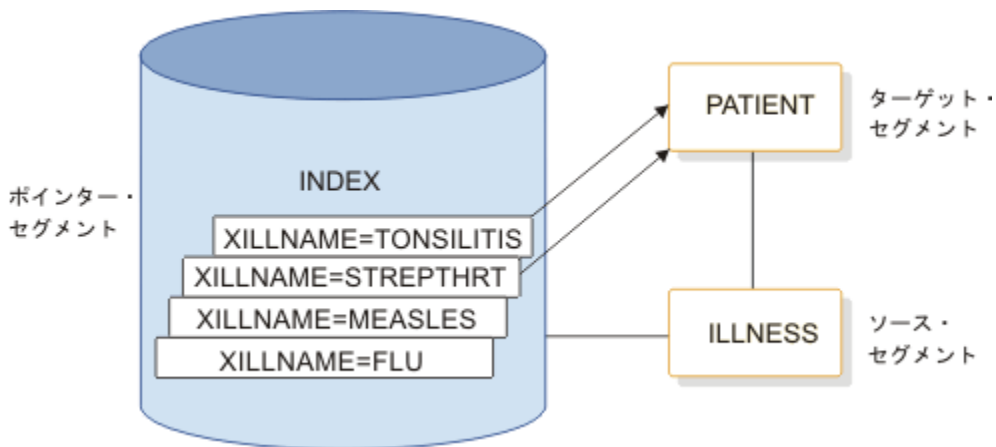 ポインター・
セグメント
INDEX
XILLNAME=TONSILITIS
XILLNAME=STREPTHRT
XILLNAME=MEASLES
XILLNAME=FLU
PATIENT
ターゲット・
セグメント
ILLNESS
ソース・
セグメント